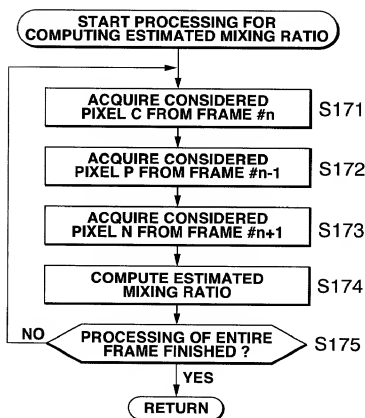 START PROCESSING FOR
COMPUTING ESTIMATED MIXING RATIO
ACQUIRE CONSIDERED
PIXEL C FROM FRAME #n
S171
ACQUIRE CONSIDERED
PIXEL P FROM FRAME #n-1
S172
ACQUIRE CONSIDERED
PIXEL N FROM FRAME #n+1
S173
COMPUTE ESTIMATED
MIXING RATIO
S174
NO
PROCESSING OF ENTIRE
FRAME FINISHED ?
S175
YES
RETURN